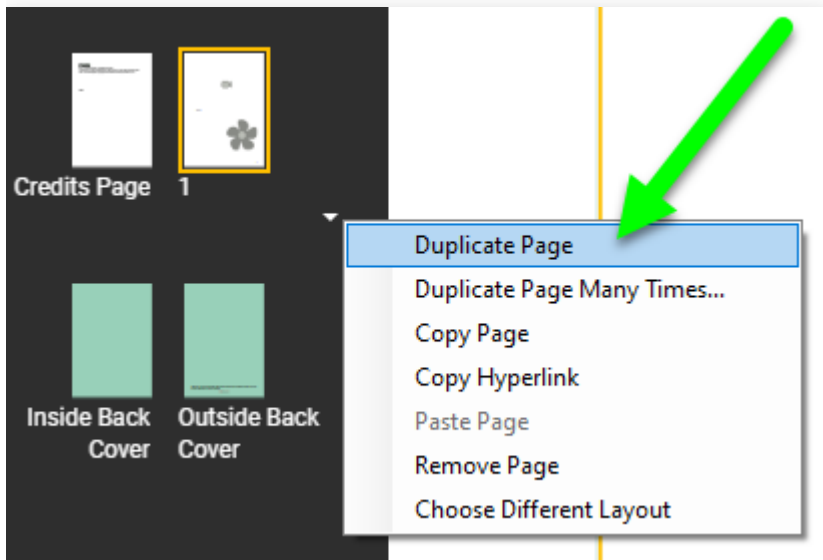 Credits Page
1
Duplicate Page
Duplicate Page Many Times...
Copy Page
Copy Hyperlink
Paste Page
Remove Page
Choose Different Layout
Inside Back
Cover
Outside Back
Cover